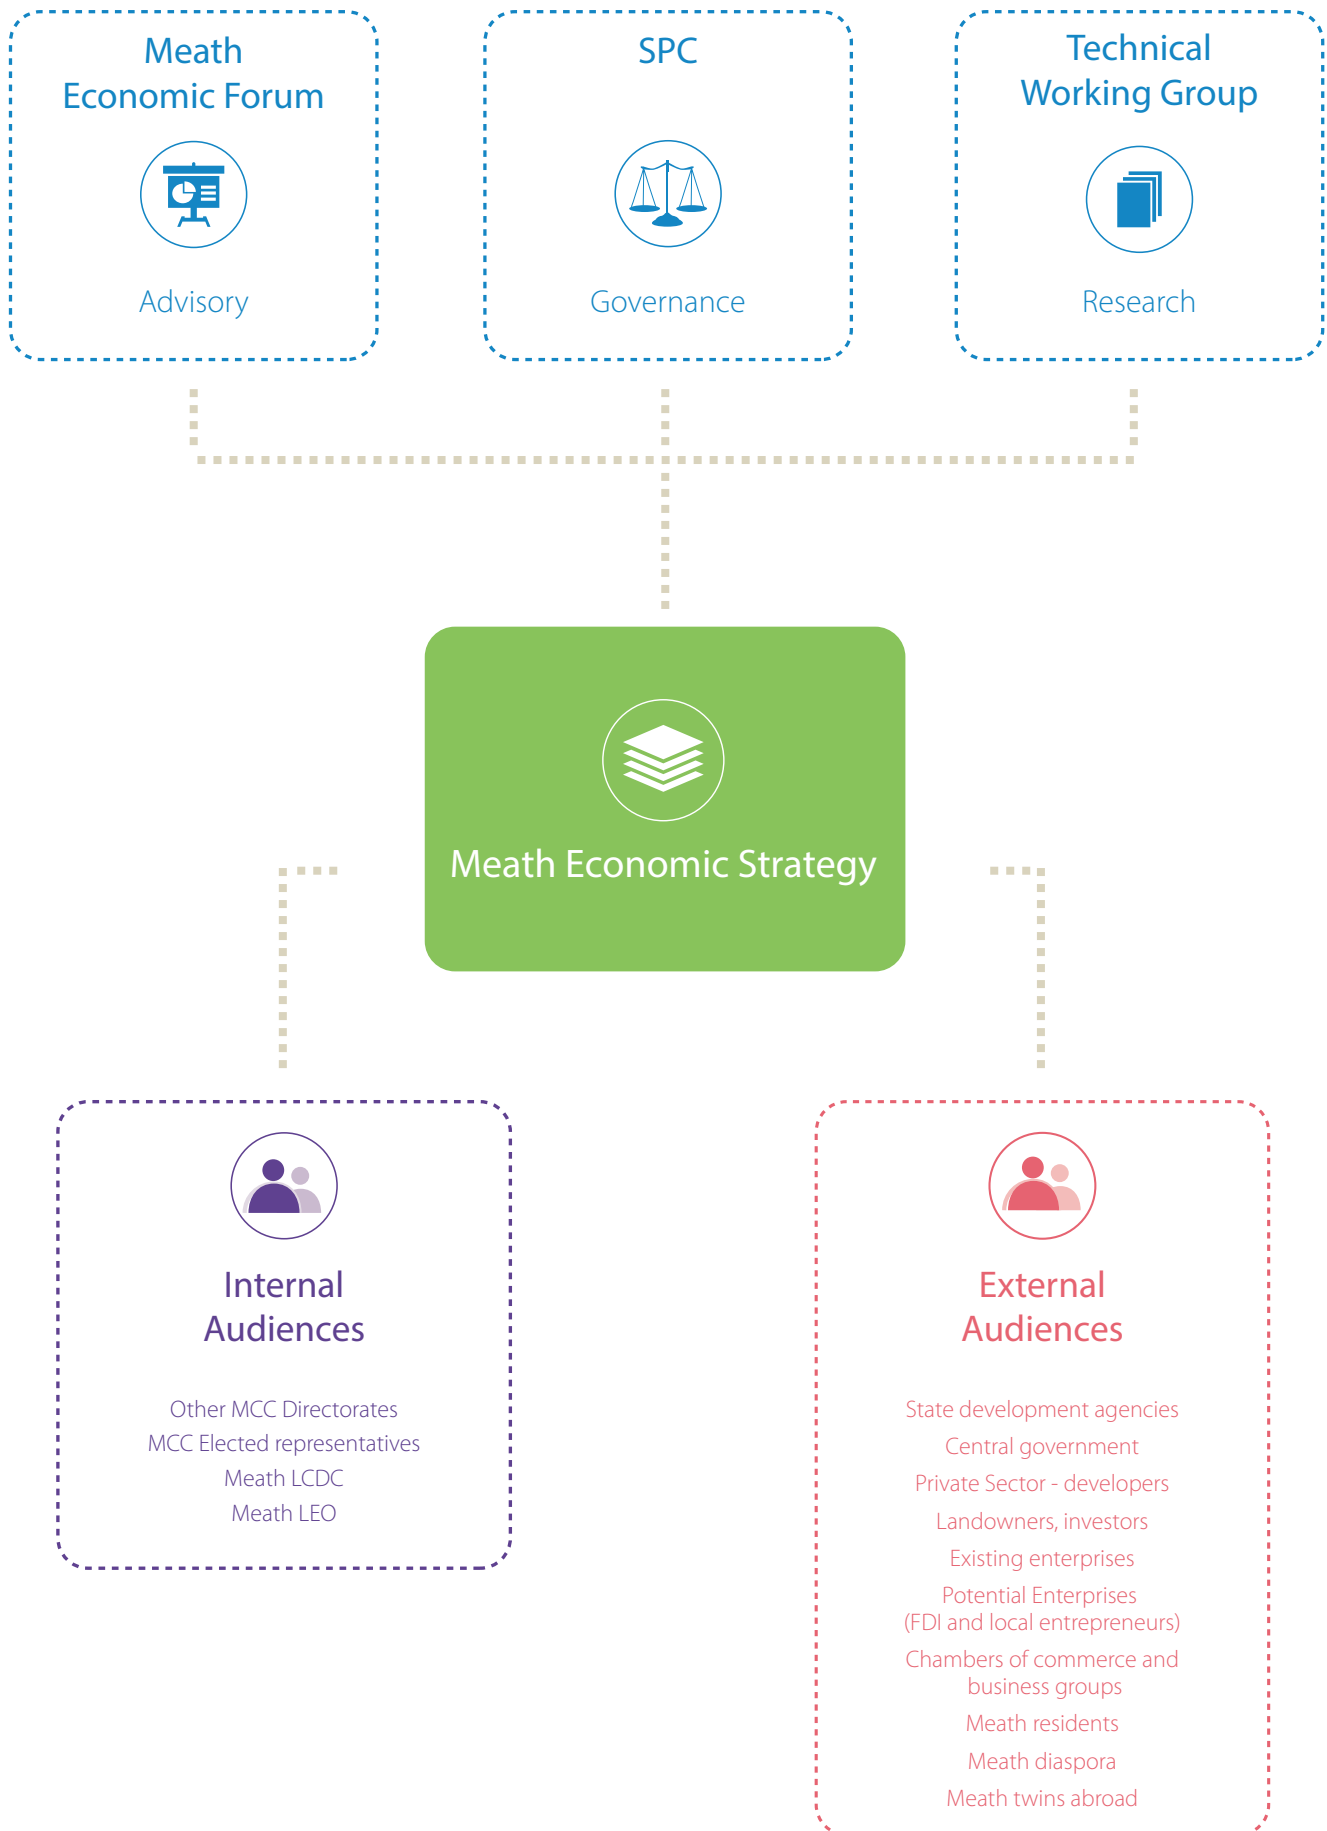 Meath
Economic Forum
Advisory
SPC
Governance
Technical
Working Group
Research
Meath Economic Strategy
Internal
Audiences
Other MCC Directorates
MCC Elected representatives
Meath LCDC
Meath LEO
External
Audiences
State development agencies
Central government
Private Sector - developers
Landowners, investors
Existing enterprises
Potential Enterprises
(FDI and local entrepreneurs)
Chambers of commerce and
business groups
Meath residents
Meath diaspora
Meath twins abroad